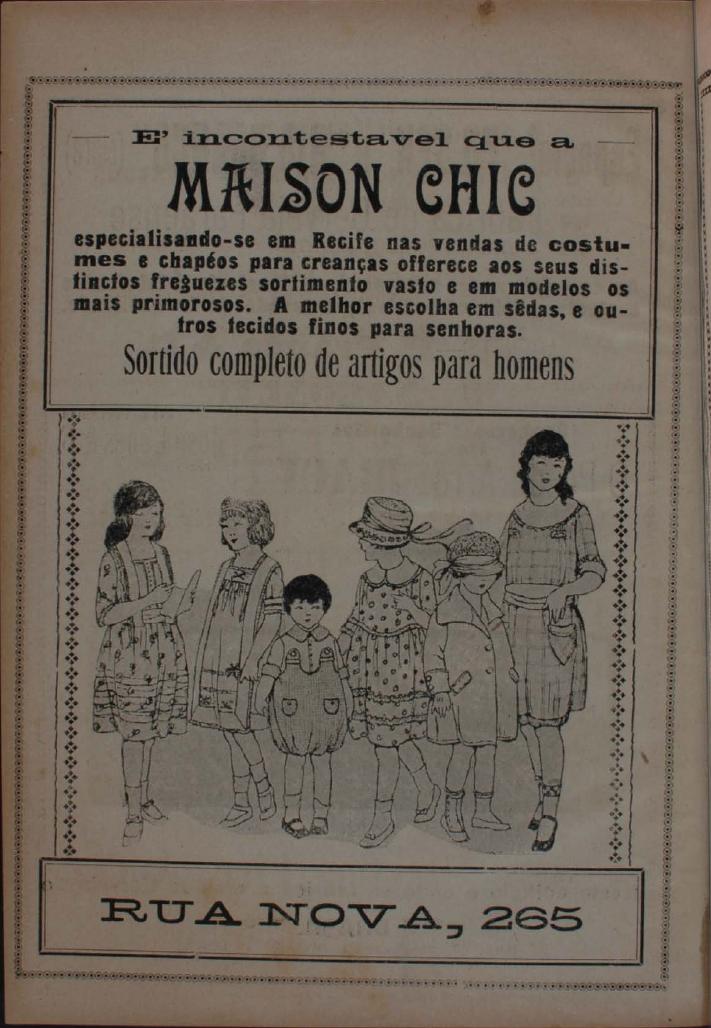 E' incontestavel que a
MAISON CHIC
especialisando-se em Recife nas vendas de costu-
mes e chapéos para creanças offerece aos seus dis-
tinctos freguezes sortimento vasto e em modelos os
mais primorosos. A melhor escolha em sêdas, e ou-
tros tecidos finos para senhoras.
Sortido completo de artigos para homens
RUA NOVA, 265